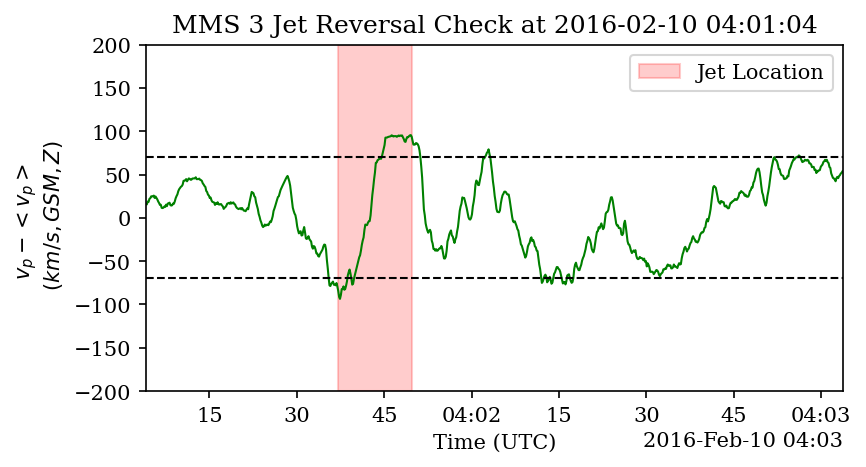 MMS 3 Jet Reversal Check at 2016-02-10 04:01:04
200
150
100
50
0
−50
−100
−150
−200
v_p − < v_p >
(km/s, GSM, Z)
Jet Location
15 30 45 04:02 15 30 45 04:03
Time (UTC)
2016-Feb-10 04:03